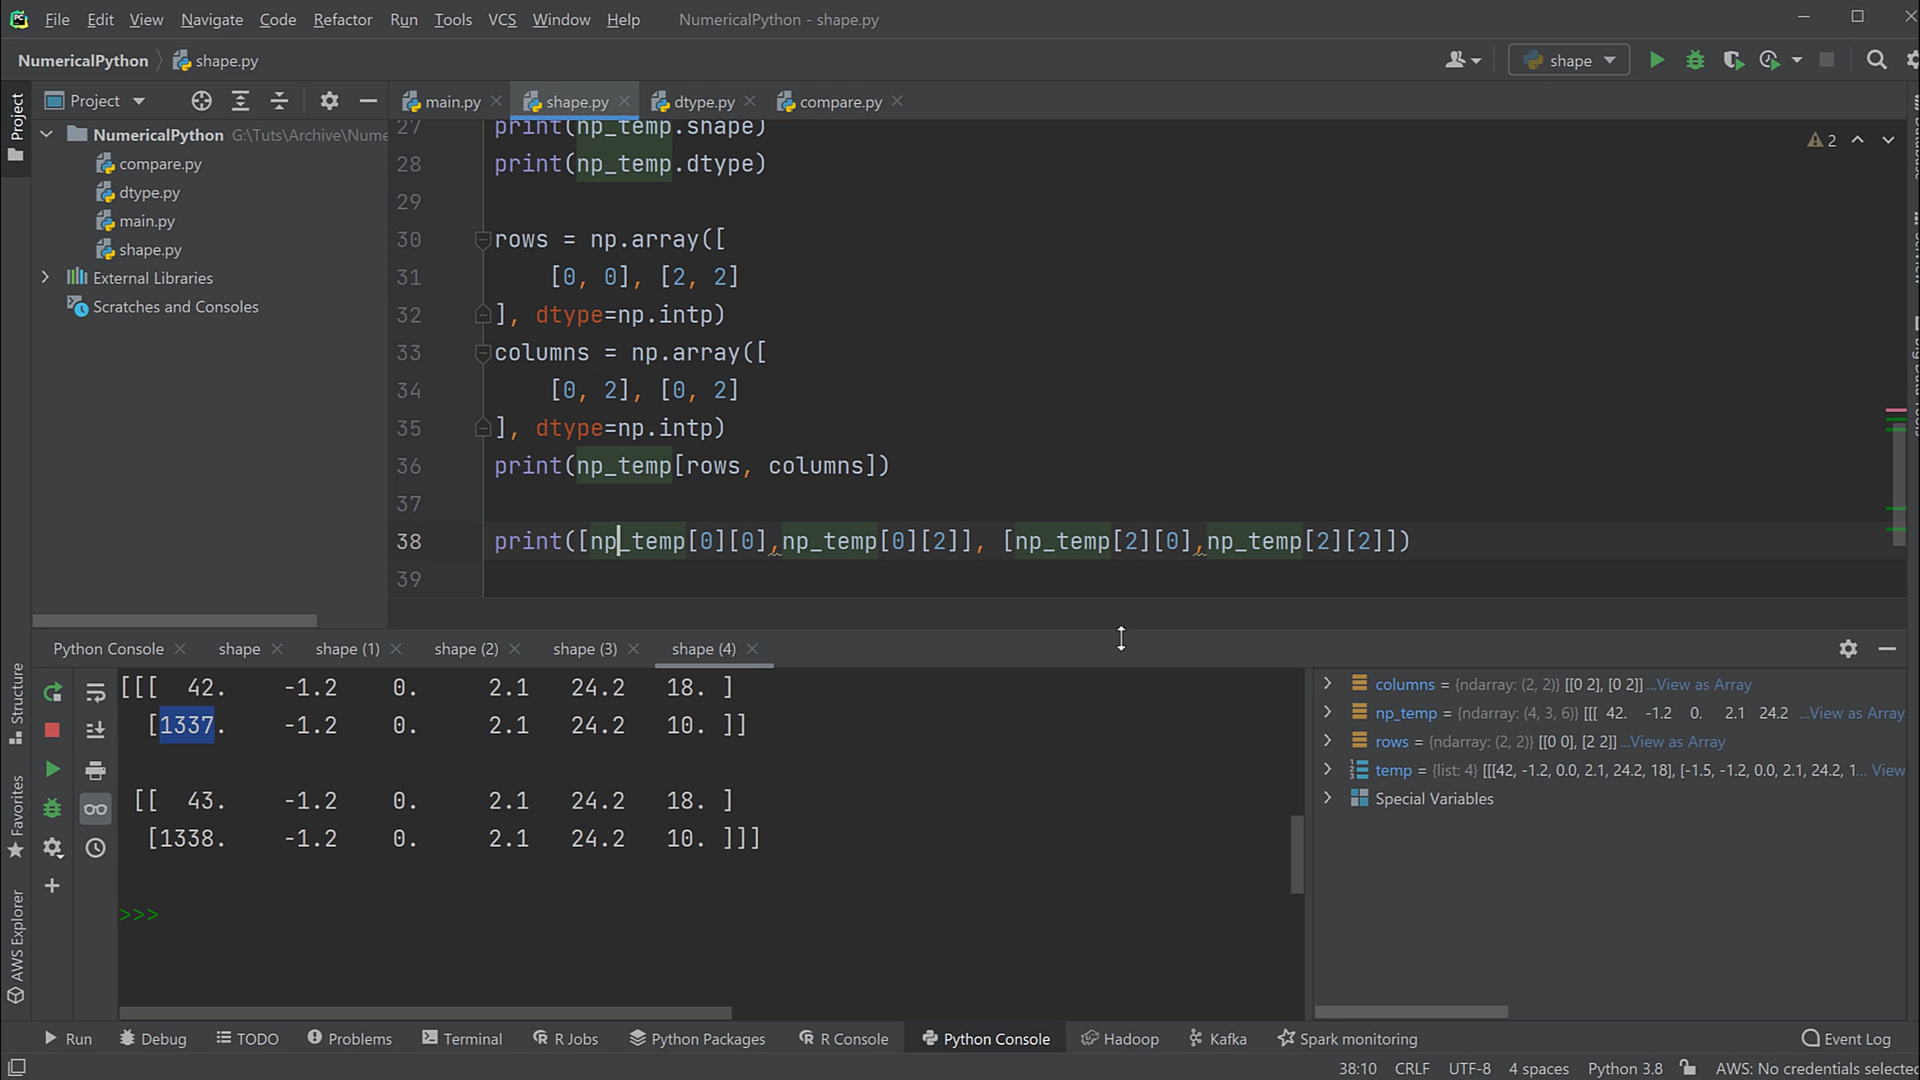 File Edit View Navigate Code Refactor Run Tools VCS Window Help NumericalPython - shape.py
NumericalPython shape.py shape
Project main.py shape.py dtype.py compare.py
Project
NumericalPython G:\Tuts\Archive\Nume
compare.py
dtype.py
main.py
shape.py
External Libraries
Scratches and Consoles
2
27 print(np_temp.shape)
28 print(np_temp.dtype)
29
30 rows = np.array([
31 [0, 0], [2, 2]
32 ], dtype=np.intp)
33 columns = np.array([
34 [0, 2], [0, 2]
35 ], dtype=np.intp)
36 print(np_temp[rows, columns])
37
38 print([np_temp[0][0],np_temp[0][2]], [np_temp[2][0],np_temp[2][2]])
39
Python Console shape shape (1) shape (2) shape (3) shape (4)
[[[ 42. -1.2 0. 2.1 24.2 18. ]
[1337. -1.2 0. 2.1 24.2 10. ]]
[[ 43. -1.2 0. 2.1 24.2 18. ]
[1338. -1.2 0. 2.1 24.2 10. ]]]
>>>
columns = {ndarray: (2, 2)} [[0 2], [0 2]] ...View as Array
np_temp = {ndarray: (4, 3, 6)} [[[ 42. -1.2 0. 2.1 24.2 ...View as Array
rows = {ndarray: (2, 2)} [[0 0], [2 2]] ...View as Array
temp = {list: 4} [[[42, -1.2, 0.0, 2.1, 24.2, 18], [-1.5, -1.2, 0.0, 2.1, 24.2, 1... View
Special Variables
Structure
Favorites
AWS Explorer
Run Debug TODO Problems Terminal R Jobs Python Packages R Console Python Console Hadoop Kafka Spark monitoring Event Log
38:10 CRLF UTF-8 4 spaces Python 3.8 AWS: No credentials selected